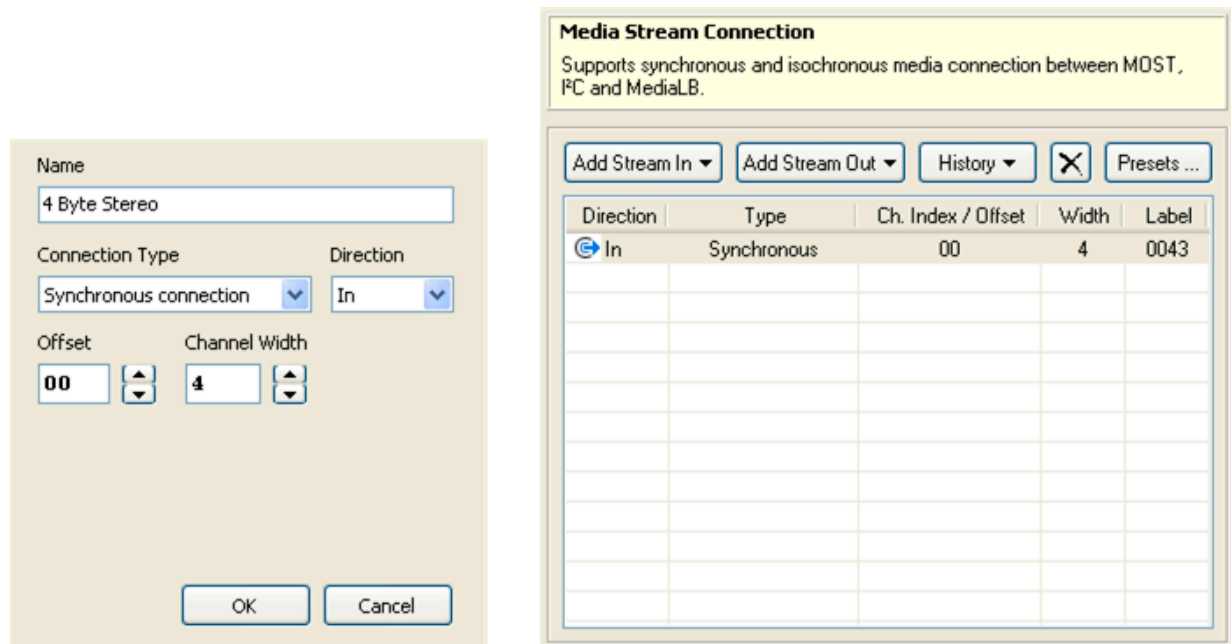 Name
4 Byte Stereo
Connection Type Direction
Synchronous connection In
Offset Channel Width
00 4
OK Cancel
Media Stream Connection
Supports synchronous and isochronous media connection between MOST,
I²C and MediaLB.
Add Stream In Add Stream Out History Presets ...
Direction Type Ch. Index / Offset Width Label
In Synchronous 00 4 0043